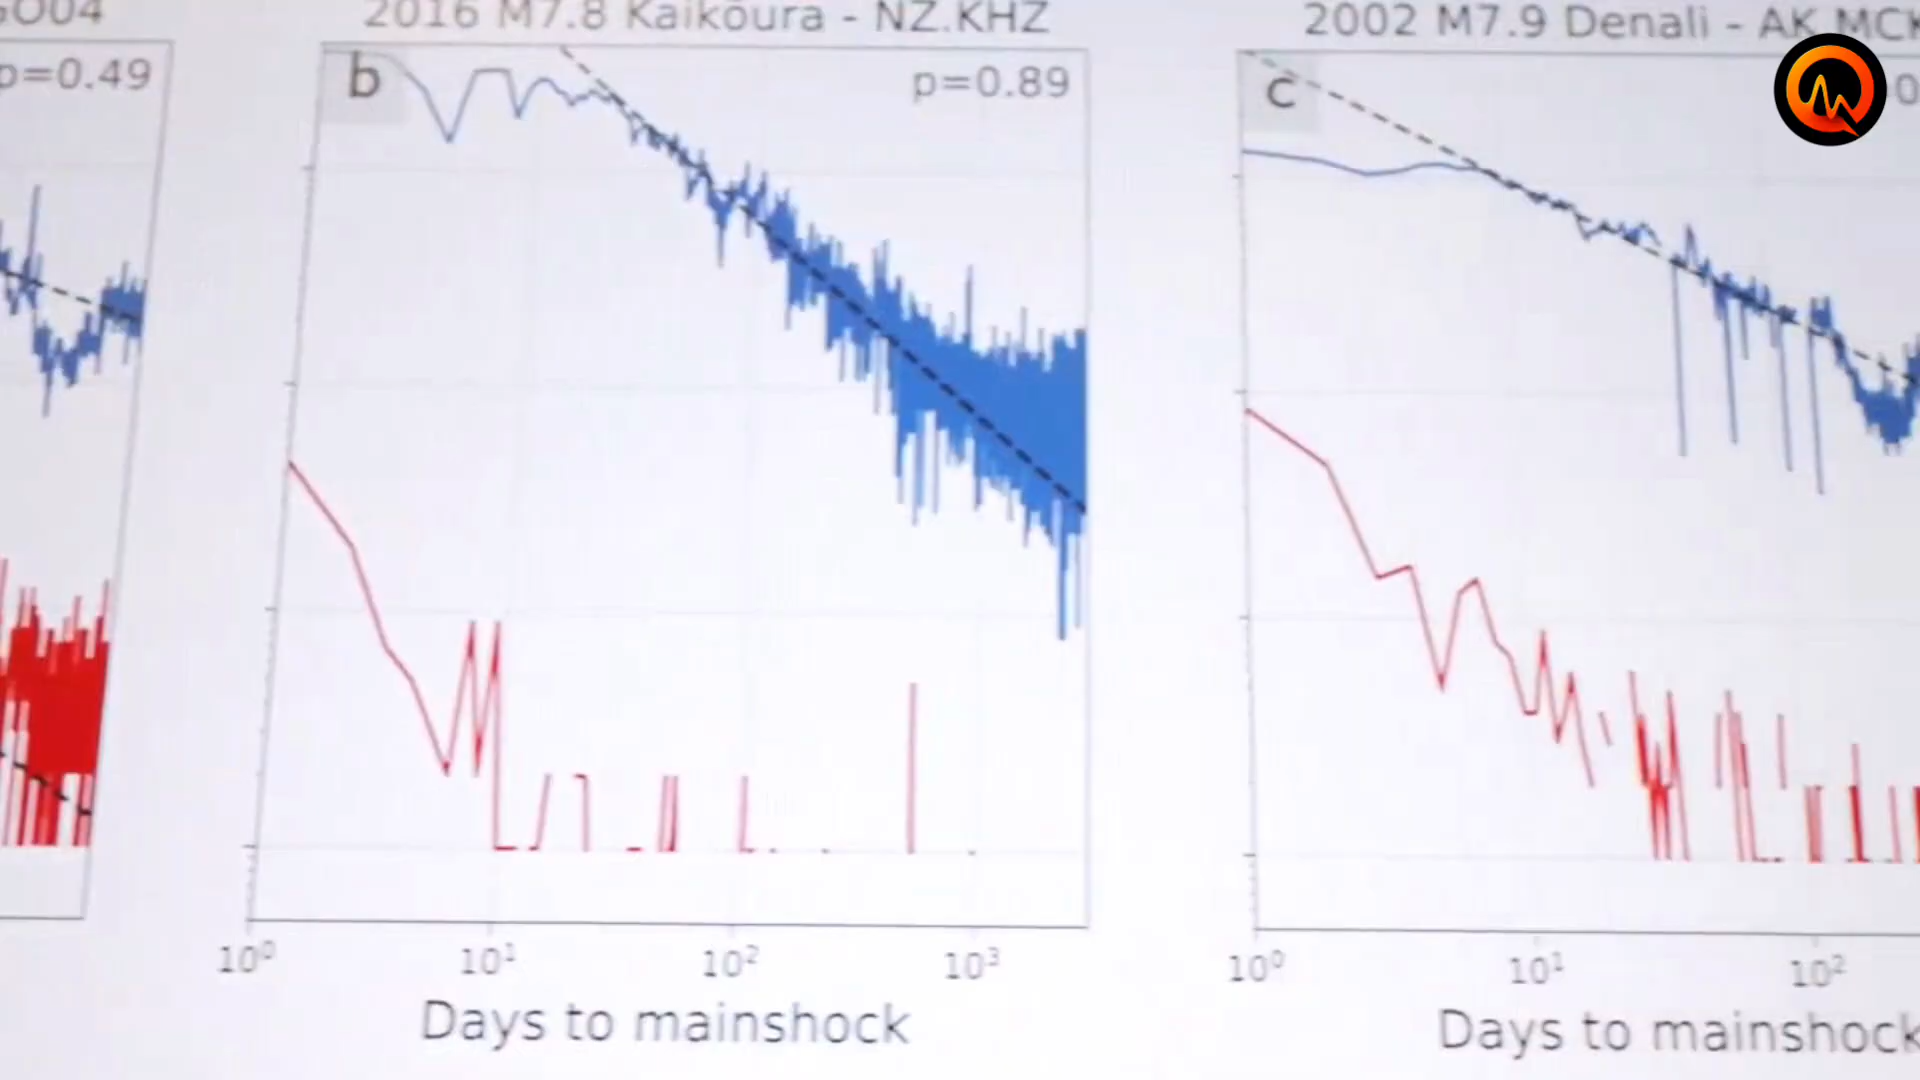 2016 M7.8 Kaikōura - NZ.KHZ
2002 M7.9 Denali - AK
p=0.49
b
p=0.89
c
10⁰
10¹
10²
10³
10⁰
10¹
10²
Days to mainshock
Days to mainshock